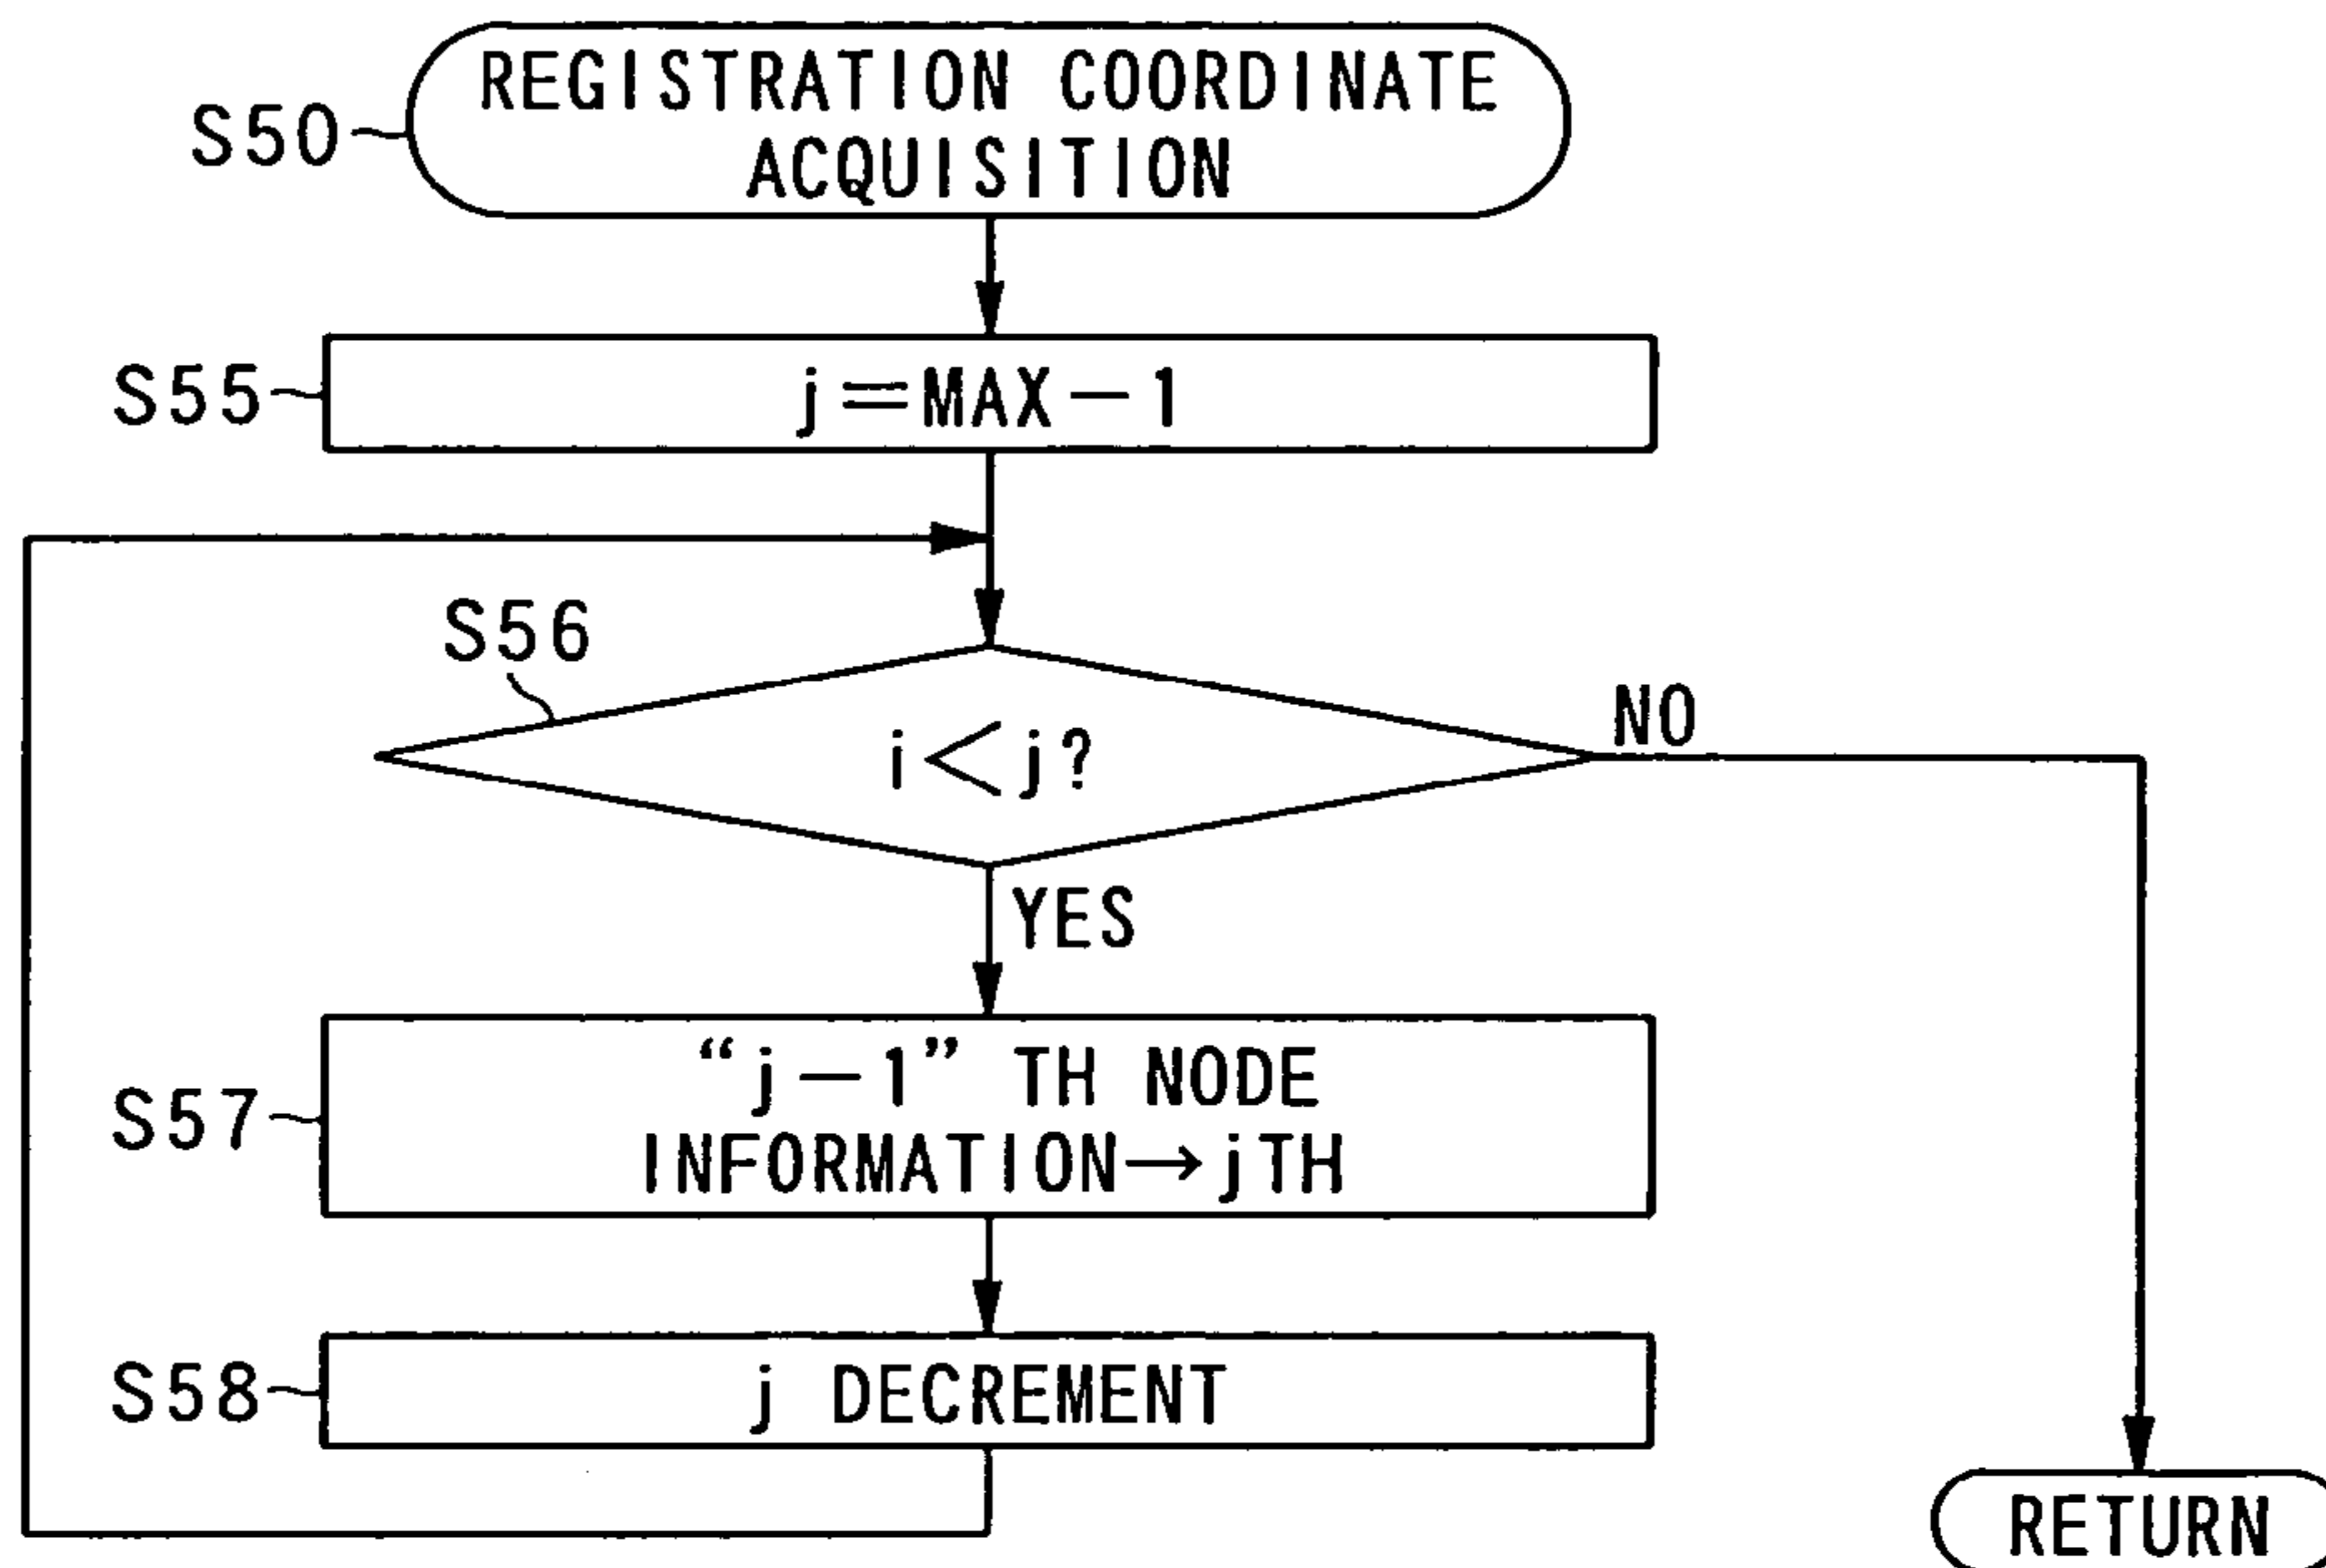 REGISTRATION COORDINATE
ACQUISITION
S50
S55
j=MAX-1
S56
i<j?
NO
YES
"j-1" TH NODE
INFORMATION→jTH
S57
S58
j DECREMENT
RETURN